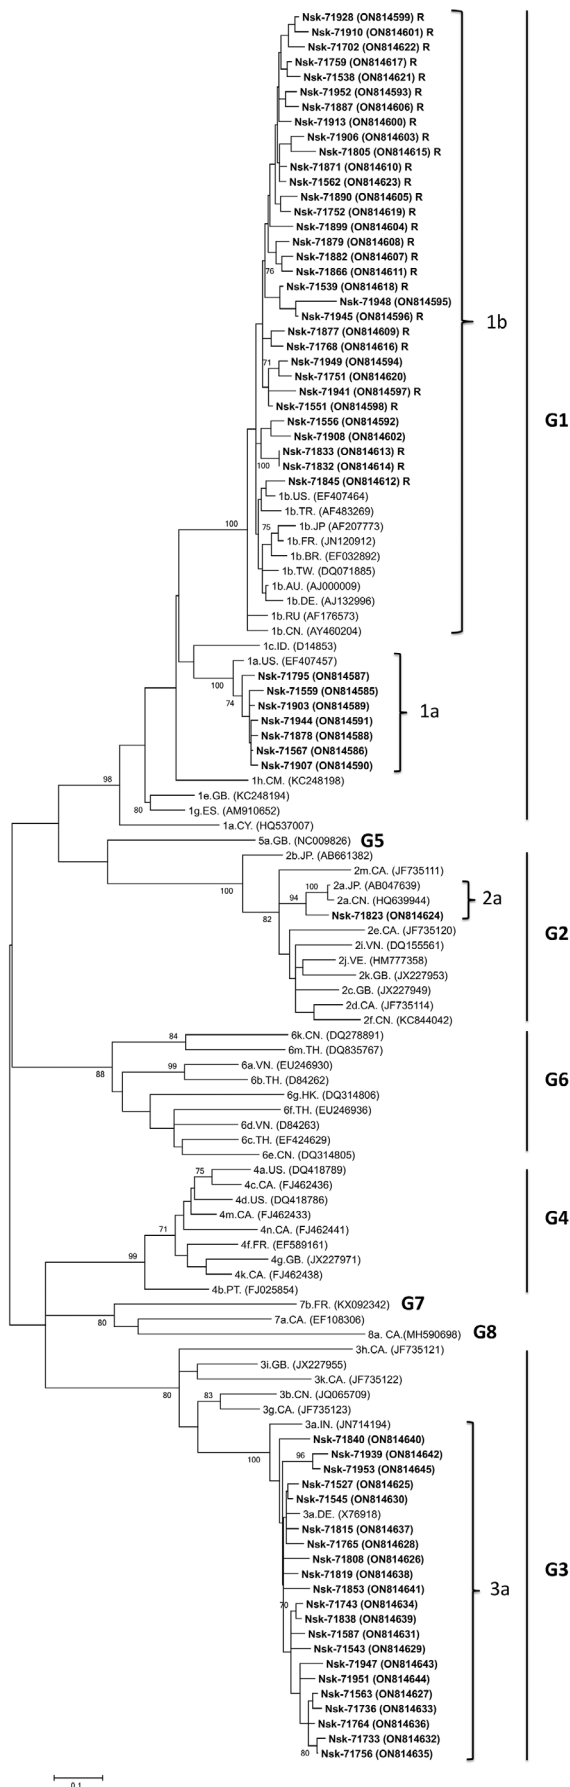 Nsk-71928 (ON814599) R
Nsk-71910 (ON814601) R
Nsk-71702 (ON814622) R
Nsk-71759 (ON814617) R
Nsk-71538 (ON814621) R
Nsk-71952 (ON814593) R
Nsk-71887 (ON814606) R
Nsk-71913 (ON814600) R
Nsk-71906 (ON814603) R
Nsk-71805 (ON814615) R
Nsk-71871 (ON814610) R
Nsk-71562 (ON814623) R
Nsk-71890 (ON814605) R
Nsk-71752 (ON814619) R
Nsk-71899 (ON814604) R
Nsk-71879 (ON814608) R
Nsk-71882 (ON814607) R
76
Nsk-71866 (ON814611) R
Nsk-71539 (ON814618) R
Nsk-71948 (ON814595)
Nsk-71945 (ON814596) R
1b
Nsk-71877 (ON814609) R
Nsk-71768 (ON814616) R
71
Nsk-71949 (ON814594)
Nsk-71751 (ON814620)
Nsk-71941 (ON814597) R
Nsk-71551 (ON814598) R
G1
Nsk-71556 (ON814592)
Nsk-71908 (ON814602)
Nsk-71833 (ON814613) R
100
Nsk-71832 (ON814614) R
Nsk-71845 (ON814612) R
1b.US. (EF407464)
1b.TR. (AF483269)
100
75
1b.JP (AF207773)
1b.FR. (JN120912)
1b.BR. (EF032892)
1b.TW. (DQ071885)
1b.AU. (AJ000009)
1b.DE. (AJ132996)
1b.RU (AF176573)
1b.CN. (AY460204)
1c.ID. (D14853)
1a.US. (EF407457)
Nsk-71795 (ON814587)
100
Nsk-71559 (ON814585)
74
Nsk-71903 (ON814589)
1a
Nsk-71944 (ON814591)
Nsk-71878 (ON814588)
Nsk-71567 (ON814586)
Nsk-71907 (ON814590)
98
1h.CM. (KC248198)
1e.GB. (KC248194)
80
1g.ES. (AM910652)
1a.CY. (HQ537007)
5a.GB. (NC009826)
G5
2b.JP. (AB661382)
2m.CA. (JF735111)
100
100
2a.JP. (AB047639)
94
2a.CN. (HQ639944)
2a
82
Nsk-71823 (ON814624)
2e.CA. (JF735120)
G2
2i.VN. (DQ155561)
2j.VE. (HM777358)
2k.GB. (JX227953)
2c.GB. (JX227949)
2d.CA. (JF735114)
2f.CN. (KC844042)
84
6k.CN. (DQ278891)
6m.TH. (DQ835767)
99
6a.VN. (EU246930)
88
6b.TH. (D84262)
G6
6g.HK. (DQ314806)
6f.TH. (EU246936)
6d.VN. (D84263)
6c.TH. (EF424629)
6e.CN. (DQ314805)
75
4a.US. (DQ418789)
4c.CA. (FJ462436)
4d.US. (DQ418786)
4m.CA. (FJ462433)
71
4n.CA. (FJ462441)
G4
4f.FR. (EF589161)
99
4g.GB. (JX227971)
4k.CA. (FJ462438)
4b.PT. (FJ025854)
7b.FR. (KX092342)
G7
80
7a.CA. (EF108306)
8a. CA.(MH590698)
G8
3h.CA. (JF735121)
3i.GB. (JX227955)
3k.CA. (JF735122)
80
83
3b.CN. (JQ065709)
3g.CA. (JF735123)
3a.IN. (JN714194)
Nsk-71840 (ON814640)
100
96
Nsk-71939 (ON814642)
Nsk-71953 (ON814645)
Nsk-71527 (ON814625)
Nsk-71545 (ON814630)
3a.DE. (X76918)
Nsk-71815 (ON814637)
Nsk-71765 (ON814628)
Nsk-71808 (ON814626)
G3
Nsk-71819 (ON814638)
Nsk-71853 (ON814641)
3a
70
Nsk-71743 (ON814634)
Nsk-71838 (ON814639)
Nsk-71587 (ON814631)
Nsk-71543 (ON814629)
Nsk-71947 (ON814643)
Nsk-71951 (ON814644)
Nsk-71563 (ON814627)
Nsk-71736 (ON814633)
Nsk-71764 (ON814636)
Nsk-71733 (ON814632)
80
Nsk-71756 (ON814635)
0.1